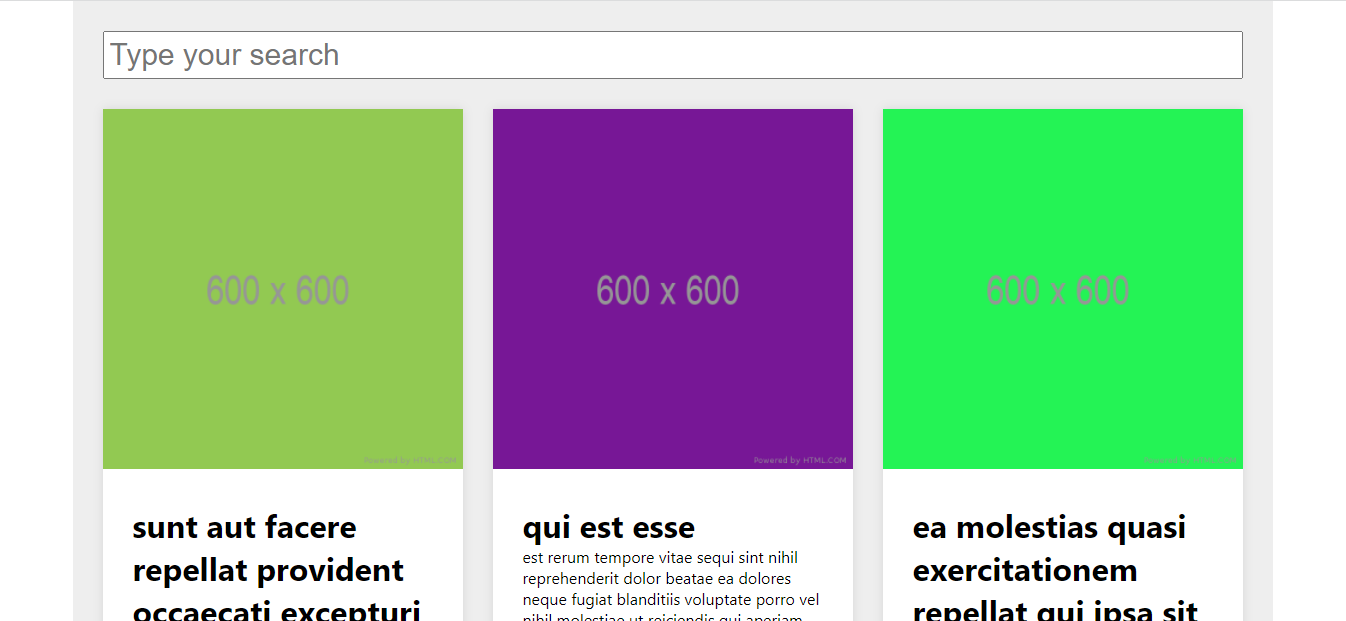 Type your search
600 x 600
600 x 600
600 x 600
Powered by HTML.COM
Powered by HTML.COM
Powered by HTML.COM
sunt aut facere
repellat provident
occaecati excepturi
qui est esse
est rerum tempore vitae sequi sint nihil
reprehenderit dolor beatae ea dolores
neque fugiat blanditiis voluptate porro vel
nihil molestiae ut reiciendis qui aperiam
ea molestias quasi
exercitationem
repellat qui ipsa sit